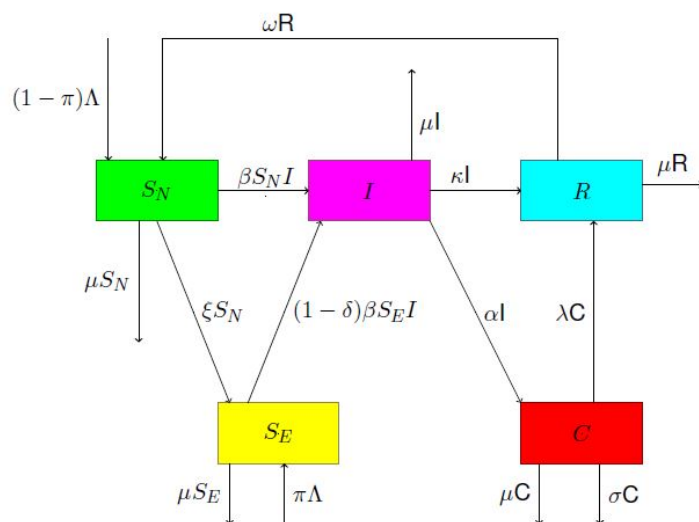 ωR
(1 − π)Λ
μI
S_N
βS_N I
I
κI
R
μR
μS_N
ξS_N
(1 − δ)βS_E I
αI
λC
S_E
C
μS_E
πΛ
μC
σC